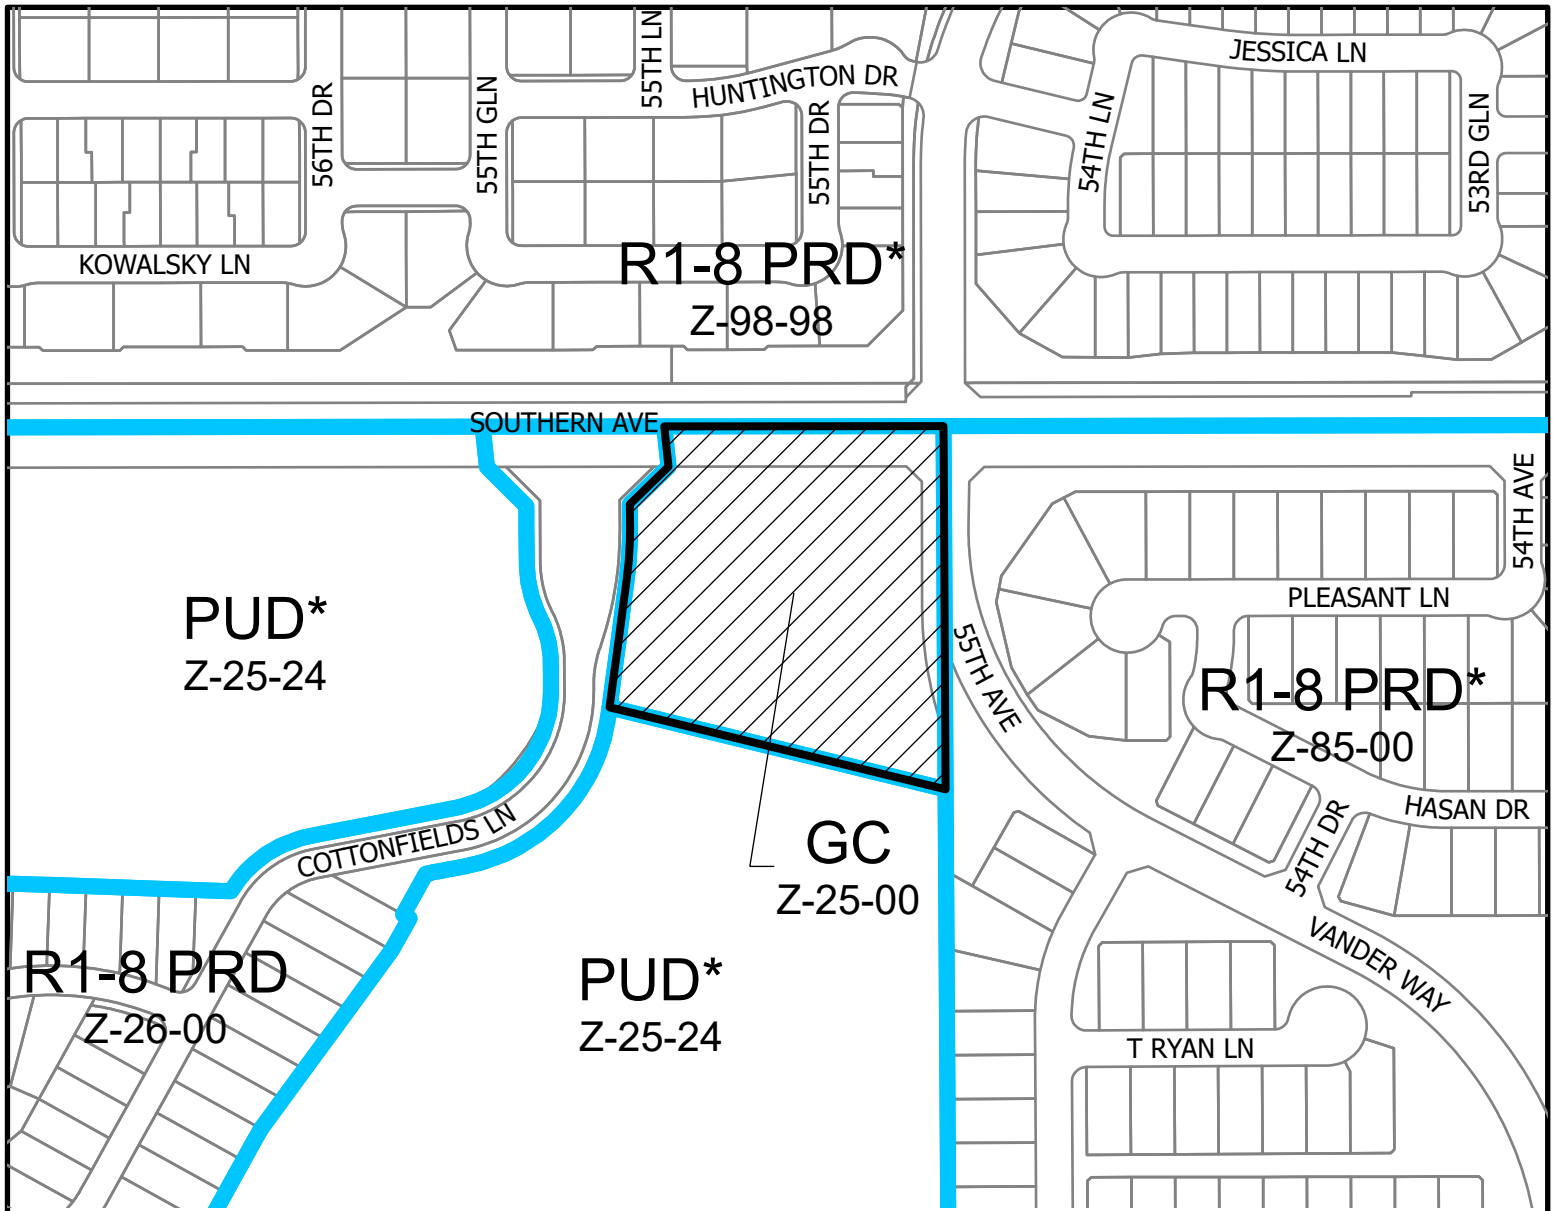 JESSICA LN
55TH LN
HUNTINGTON DR
56TH DR
55TH GLN
55TH DR
54TH LN
53RD GLN
KOWALSKY LN
R1-8 PRD*
Z-98-98
SOUTHERN AVE
54TH AVE
PUD*
Z-25-24
PLEASANT LN
55TH AVE
R1-8 PRD*
Z-85-00
HASAN DR
54TH DR
COTTONFIELDS LN
GC
Z-25-00
VANDER WAY
R1-8 PRD
Z-26-00
PUD*
Z-25-24
T RYAN LN